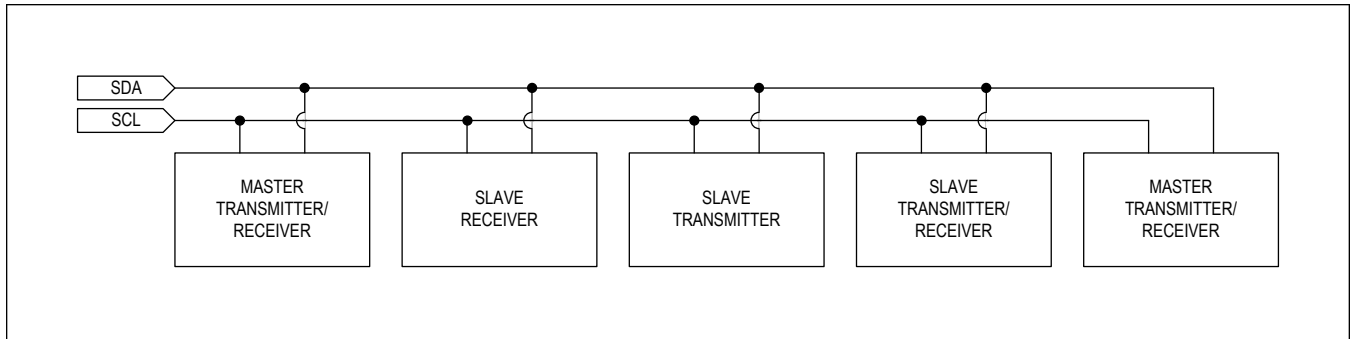 SDA
SCL
MASTER
TRANSMITTER/
RECEIVER
SLAVE
RECEIVER
SLAVE
TRANSMITTER
SLAVE
TRANSMITTER/
RECEIVER
MASTER
TRANSMITTER/
RECEIVER